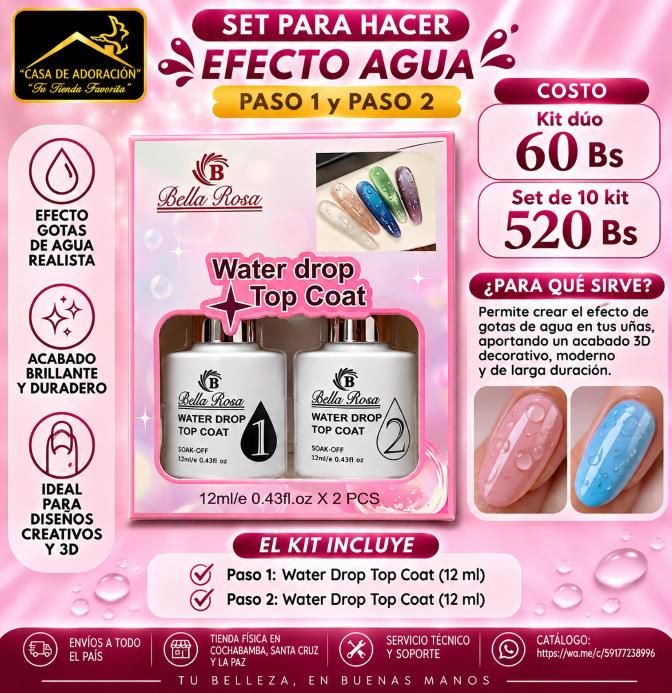 "CASA DE ADORACIÓN"
"Tu Tienda Favorita"
SET PARA HACER
EFECTO AGUA
PASO 1 y PASO 2
COSTO
Kit dúo
60 Bs
Set de 10 kit
520 Bs
EFECTO
GOTAS
DE AGUA
REALISTA
ACABADO
BRILLANTE
Y DURADERO
IDEAL
PARA
DISEÑOS
CREATIVOS
Y 3D
B
Bella Rosa
Water drop
Top Coat
B
Bella Rosa
WATER DROP
TOP COAT
1
SOAK-OFF
12ml/e 0.43fl oz
B
Bella Rosa
WATER DROP
TOP COAT
2
SOAK-OFF
12ml/e 0.43fl oz
12ml/e 0.43fl.oz X 2 PCS
¿PARA QUÉ SIRVE?
Permite crear el efecto de
gotas de agua en tus uñas,
aportando un acabado 3D
decorativo, moderno
y de larga duración.
EL KIT INCLUYE
Paso 1: Water Drop Top Coat (12 ml)
Paso 2: Water Drop Top Coat (12 ml)
ENVÍOS A TODO
EL PAÍS
TIENDA FÍSICA EN
COCHABAMBA, SANTA CRUZ
Y LA PAZ
SERVICIO TÉCNICO
Y SOPORTE
CATÁLOGO:
https://wa.me/c/59177238996
TU BELLEZA, EN BUENAS MANOS